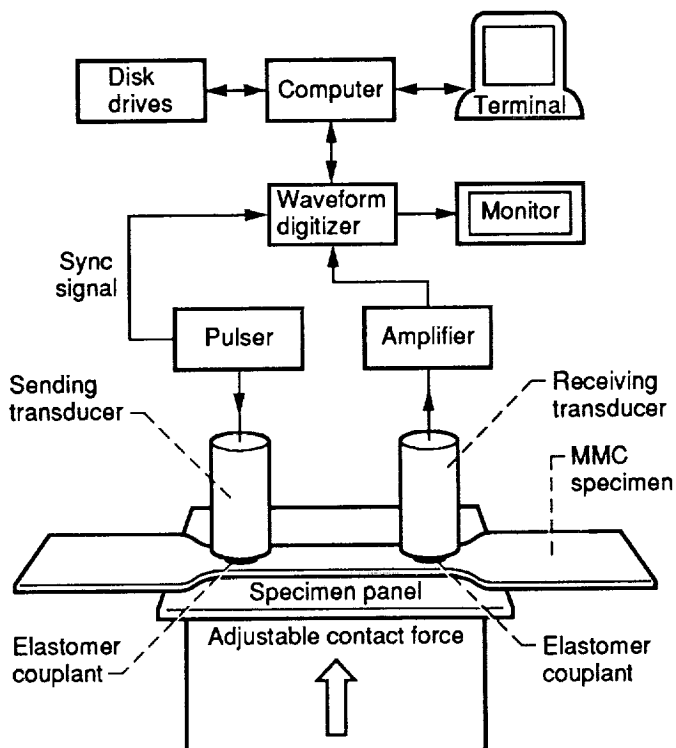 Disk
drives
Computer
Terminal
Waveform
digitizer
Monitor
Sync
signal
Pulser
Amplifier
Sending
transducer
Receiving
transducer
MMC
specimen
Specimen panel
Adjustable contact force
Elastomer
couplant
Elastomer
couplant